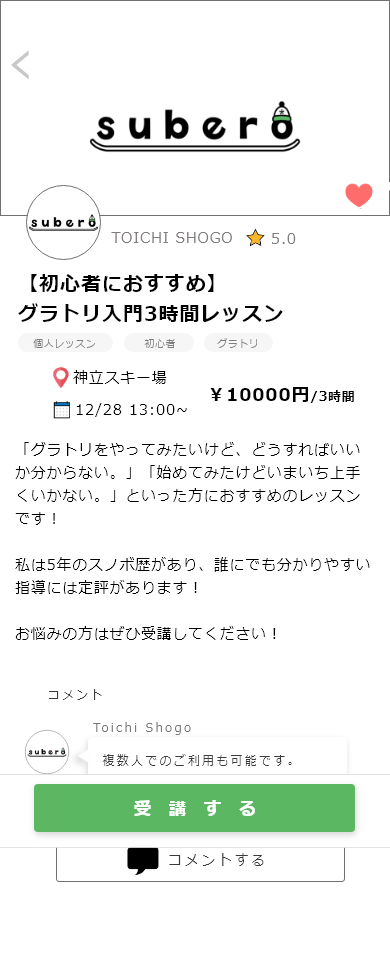 subero
subero
TOICHI SHOGO
5.0
【初心者におすすめ】
グラトリ入門3時間レッスン
個人レッスン
初心者
グラトリ
神立スキー場
12/28 13:00~
￥10000円/3時間
「グラトリをやってみたいけど、どうすればいい
か分からない。」「始めてみたけどいまいち上手
くいかない。」といった方におすすめのレッスン
です！
私は5年のスノボ歴があり、誰にでも分かりやすい
指導には定評があります！
お悩みの方はぜひ受講してください！
コメント
Toichi Shogo
subero
複数人でのご利用も可能です。
受講する
コメントする